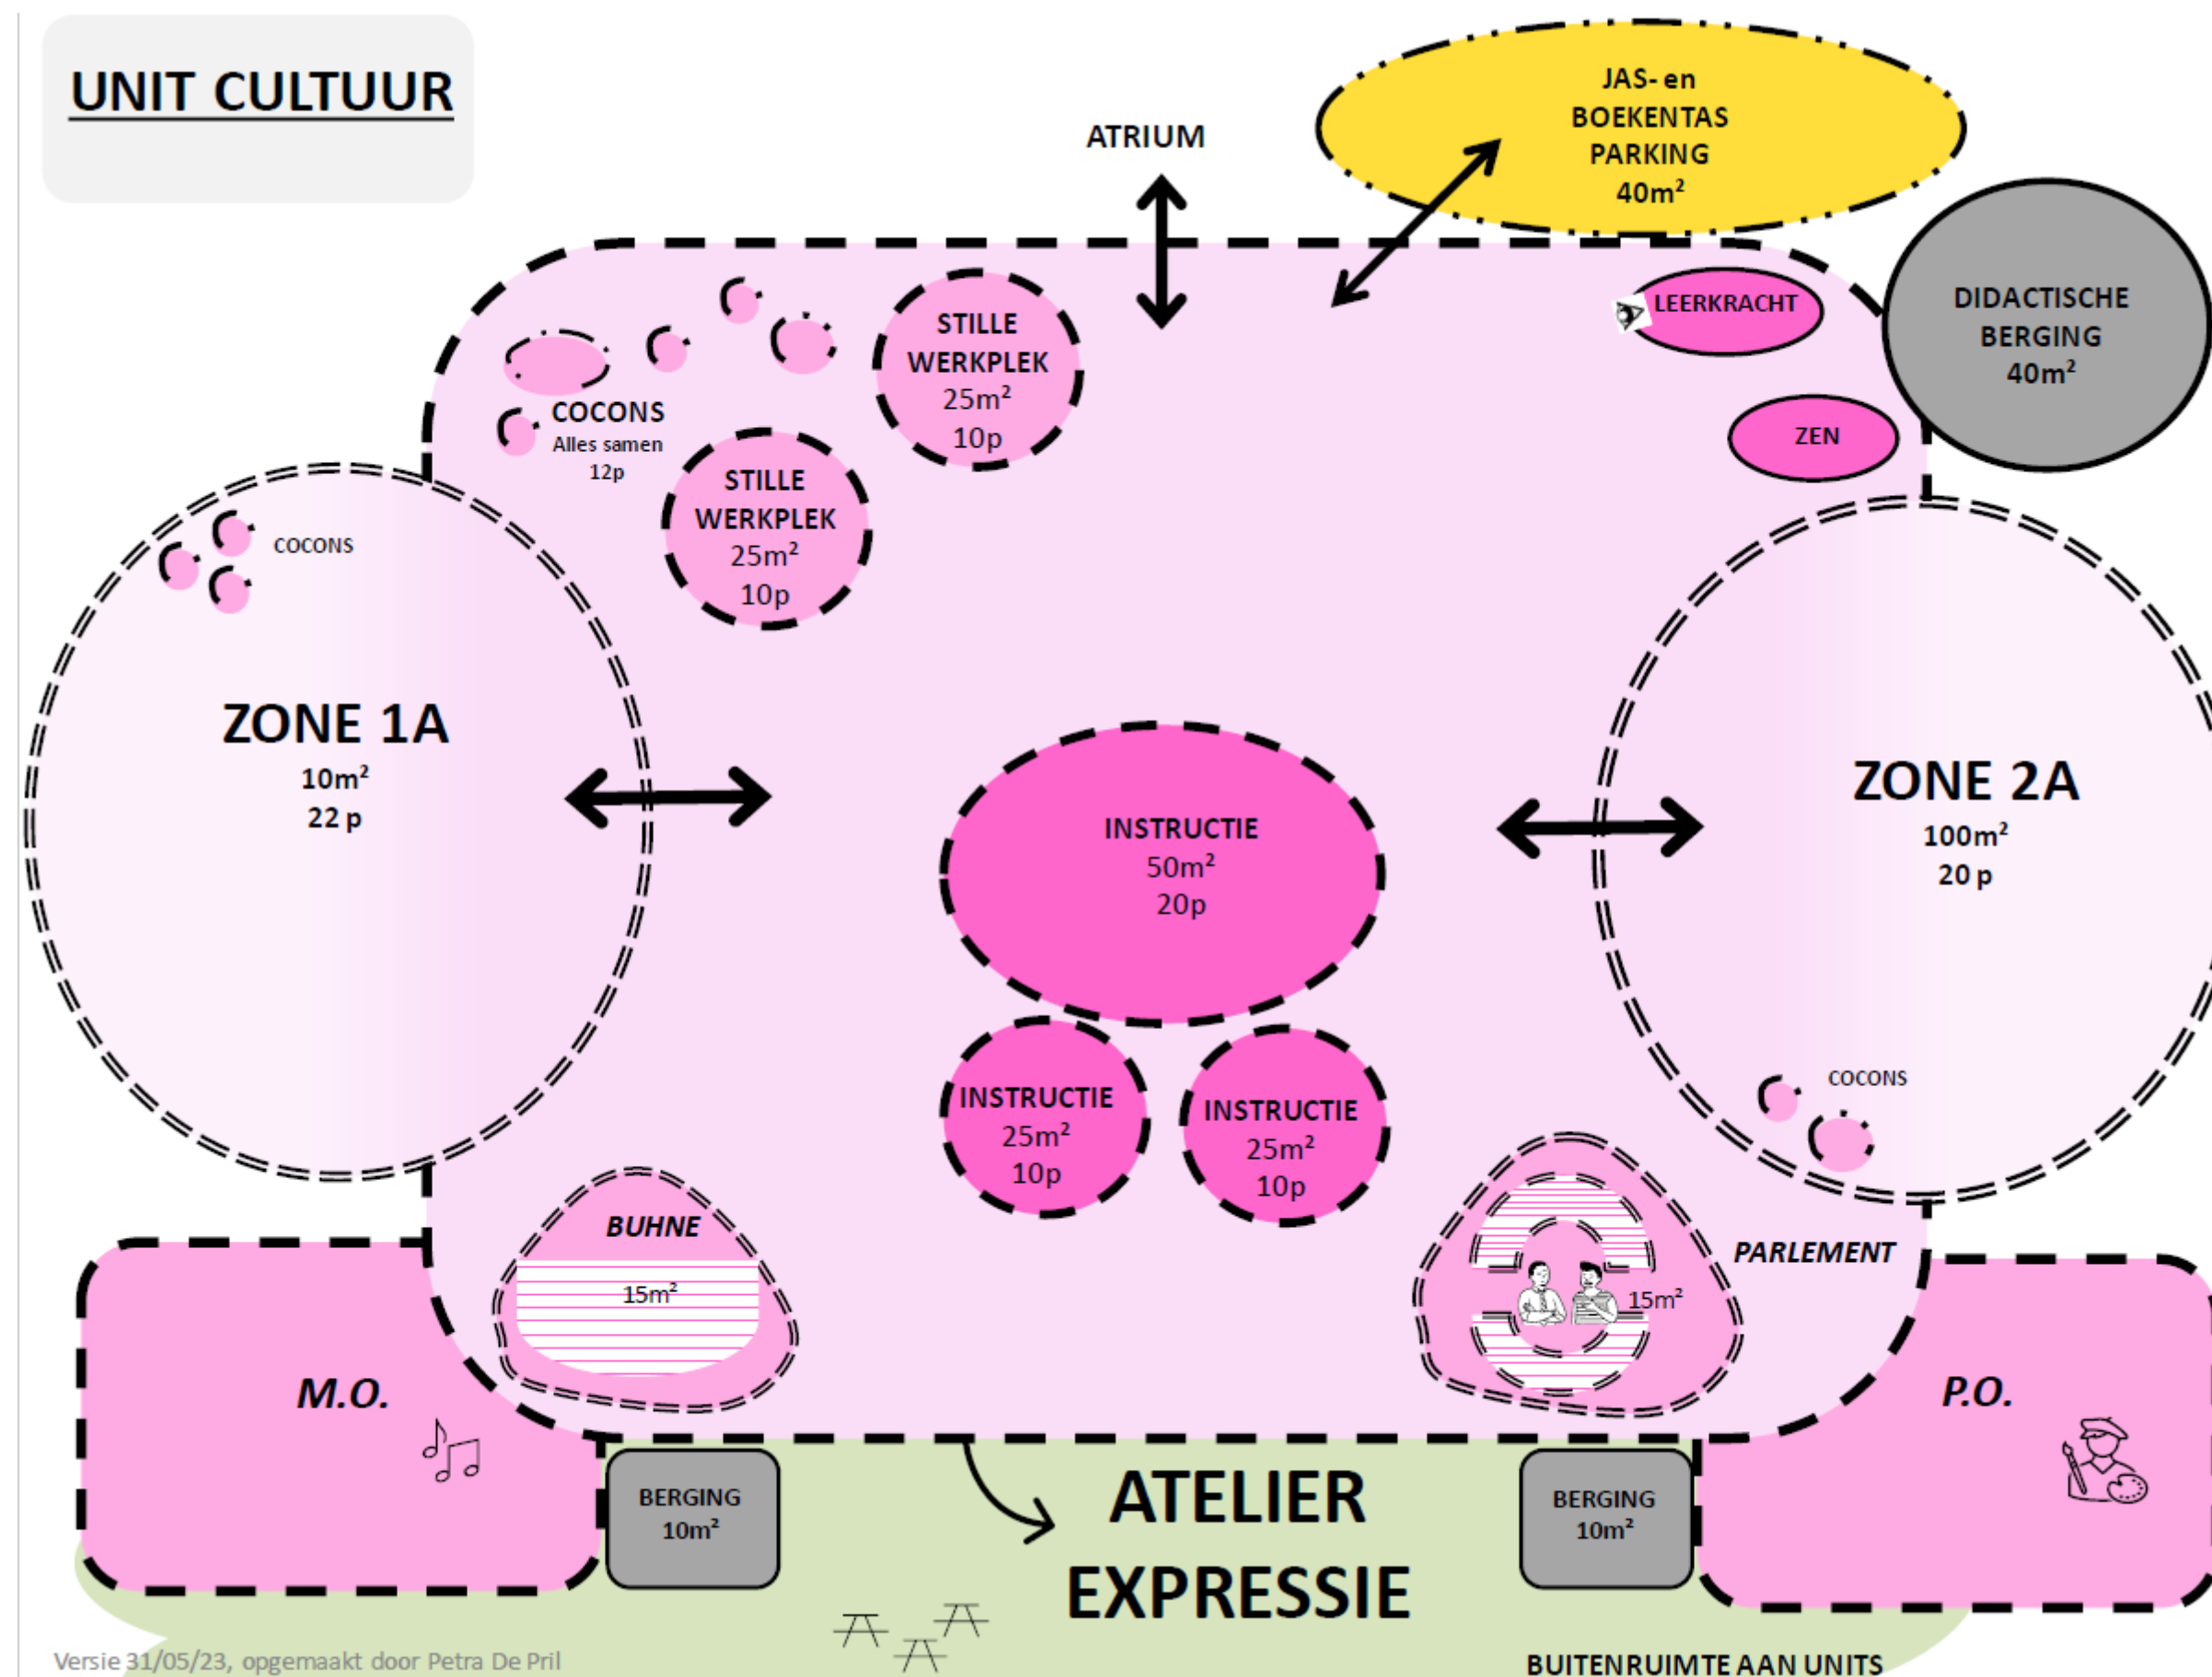 UNIT CULTUUR
ATRIUM
JAS- en
BOEKENTAS
PARKING
40m²
DIDACTISCHE
BERGING
40m²
LEERKRACHT
ZEN
STILLE
WERKPLEK
25m²
10p
COCONS
Alles samen
12p
STILLE
WERKPLEK
25m²
10p
COCONS
ZONE 1A
10m²
22 p
INSTRUCTIE
50m²
20p
ZONE 2A
100m²
20 p
INSTRUCTIE
25m²
10p
INSTRUCTIE
25m²
10p
COCONS
BUHNE
15m²
PARLEMENT
15m²
M.O.
P.O.
BERGING
10m²
ATELIER
EXPRESSIE
BERGING
10m²
Versie 31/05/23, opgemaakt door Petra De Pril
BUITENRUIMTE AAN UNITS